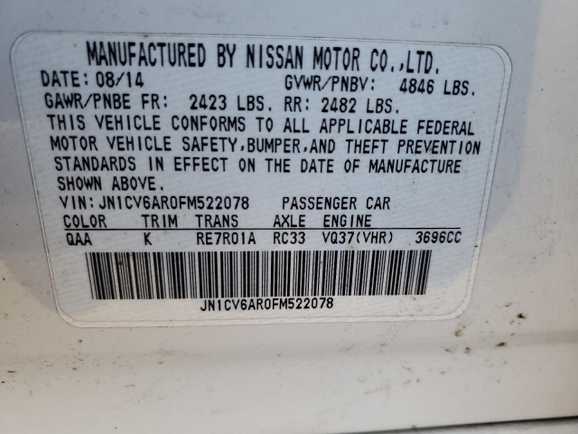 MANUFACTURED BY NISSAN MOTOR CO.,LTD.
DATE: 08/14 GVWR/PNBV: 4846 LBS.
GAWR/PNBE FR: 2423 LBS. RR: 2482 LBS.
THIS VEHICLE CONFORMS TO ALL APPLICABLE FEDERAL
MOTOR VEHICLE SAFETY, BUMPER, AND THEFT PREVENTION
STANDARDS IN EFFECT ON THE DATE OF MANUFACTURE
SHOWN ABOVE.
VIN: JN1CV6AR0FM522078 PASSENGER CAR
COLOR TRIM TRANS AXLE ENGINE
QAA K RE7R01A RC33 VQ37(VHR) 3696CC
JN1CV6AR0FM522078